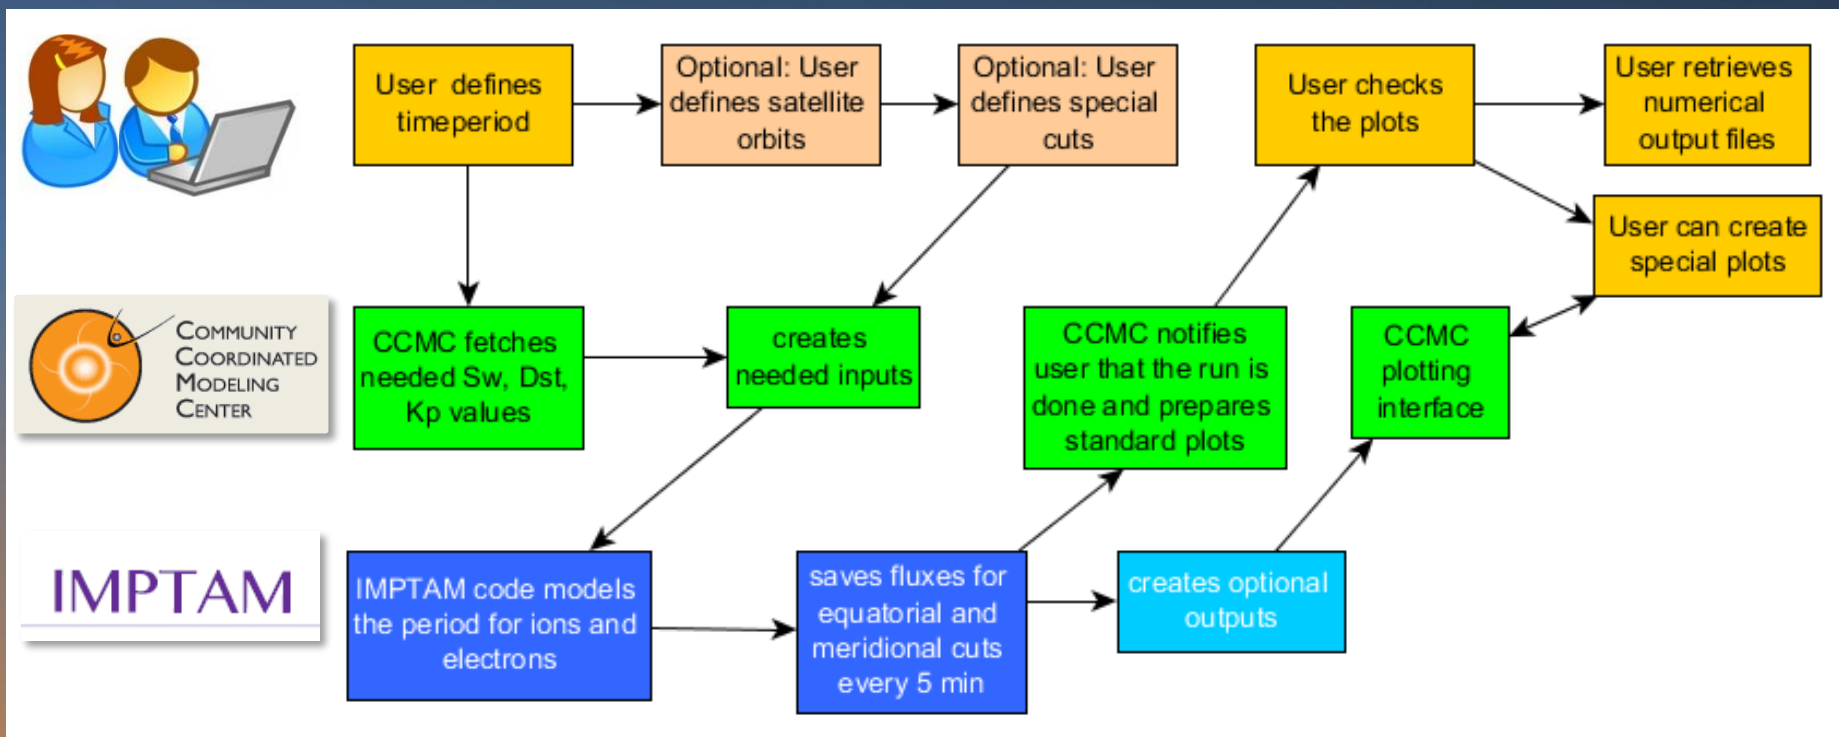 User defines
timeperiod
Optional: User
defines satellite
orbits
Optional: User
defines special
cuts
User checks
the plots
User retrieves
numerical
output files
User can create
special plots
COMMUNITY
COORDINATED
MODELING
CENTER
CCMC fetches
needed Sw, Dst,
Kp values
creates
needed inputs
CCMC notifies
user that the run is
done and prepares
standard plots
CCMC
plotting
interface
IMPTAM
IMPTAM code models
the period for ions and
electrons
saves fluxes for
equatorial and
meridional cuts
every 5 min
creates optional
outputs